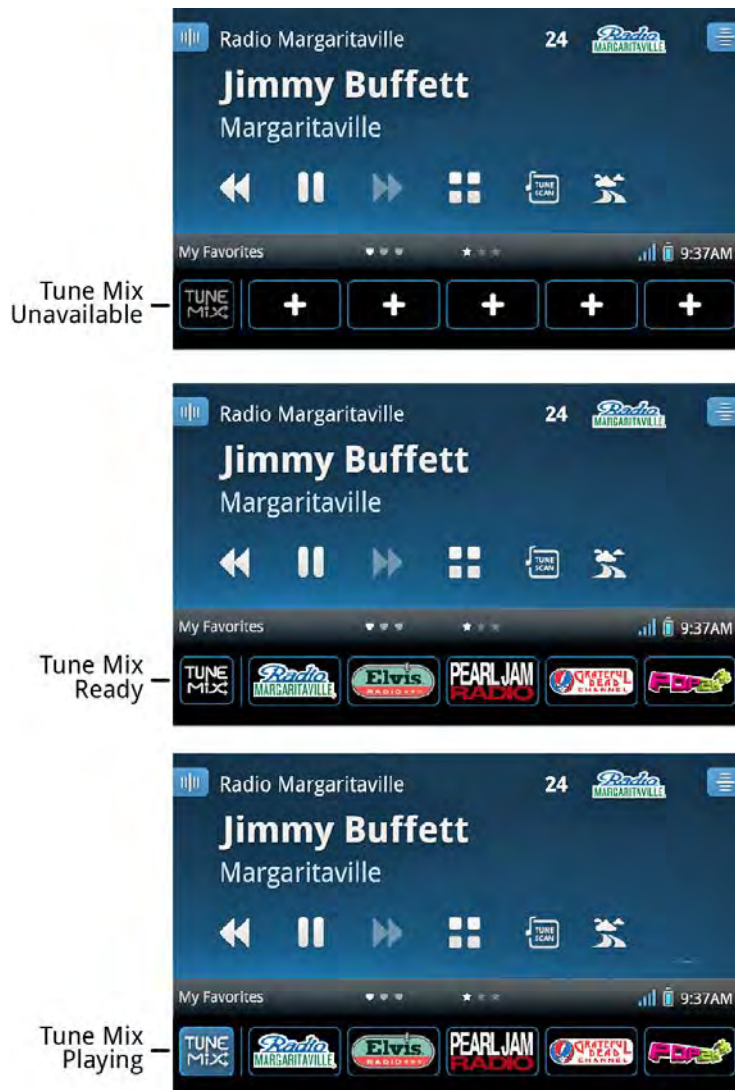 Radio Margaritaville 24 Radio MARGARITAVILLE
Jimmy Buffett
Margaritaville
TUNE SCAN
My Favorites 9:37AM
Tune Mix Unavailable
TUNE MIX + + + + +
Radio Margaritaville 24 Radio MARGARITAVILLE
Jimmy Buffett
Margaritaville
TUNE SCAN
My Favorites 9:37AM
Tune Mix Ready
TUNE MIX Radio MARGARITAVILLE Elvis RADIO PEARL JAM RADIO GRATEFUL DEAD CHANNEL
Radio Margaritaville 24 Radio MARGARITAVILLE
Jimmy Buffett
Margaritaville
TUNE SCAN
My Favorites 9:37AM
Tune Mix Playing
TUNE MIX Radio MARGARITAVILLE Elvis RADIO PEARL JAM RADIO GRATEFUL DEAD CHANNEL